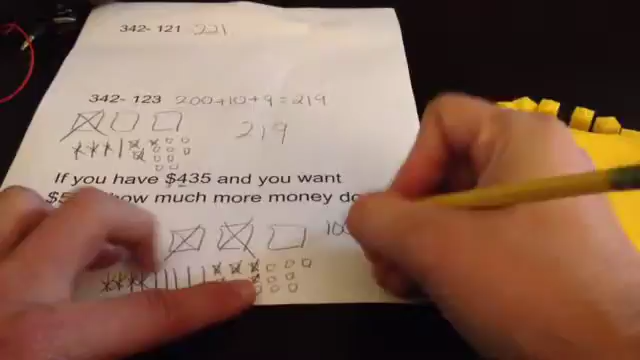 342- 121 221
342- 123 200+10+9=219
219
If you have $435 and you want
how much more money do